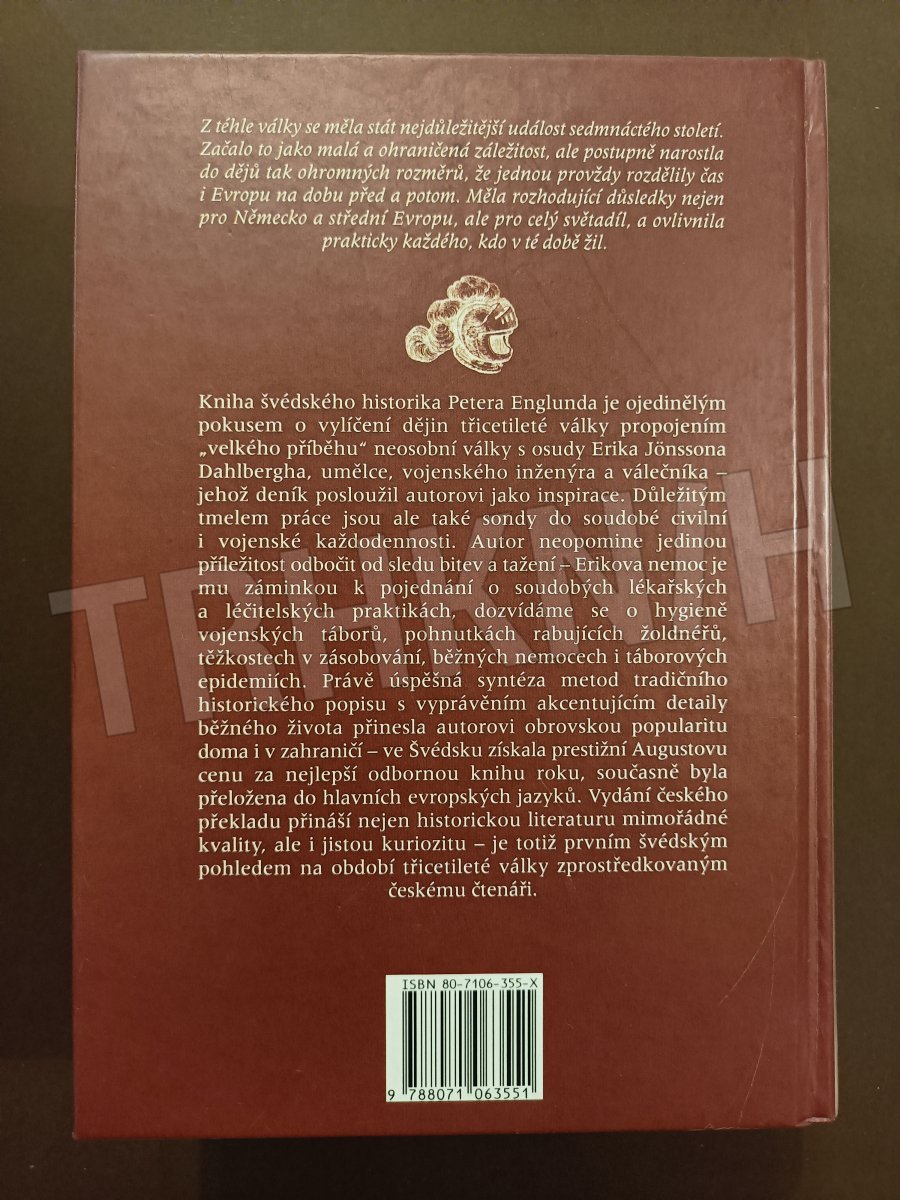 Z téhle války se měla stát nejdůležitější událost sedmnáctého století.
Začalo to jako malá a ohraničená záležitost, ale postupně narostla
do dějů tak ohromných rozměrů, že jednou provždy rozdělily čas
i Evropu na dobu před a potom. Měla rozhodující důsledky nejen
pro Německo a střední Evropu, ale pro celý světadíl, a ovlivnila
prakticky každého, kdo v té době žil.
Kniha švédského historika Petera Englunda je ojedinělým
pokusem o vylíčení dějin třicetileté války propojením
„velkého příběhu“ neosobní války s osudy Erika Jönssona
Dahlbergha, umělce, vojenského inženýra a válečníka –
jehož deník posloužil autorovi jako inspirace. Důležitým
tmelem práce jsou ale také sondy do soudobé civilní
i vojenské každodennosti. Autor neopomine jedinou
příležitost odbočit od sledu bitev a tažení – Erikova nemoc je
mu záminkou k pojednání o soudobých lékařských
a léčitelských praktikách, dozvídáme se o hygieně
vojenských táborů, pohnutkách rabujících žoldnéřů,
těžkostech v zásobování, běžných nemocech i táborových
epidemiích. Právě úspěšná syntéza metod tradičního
historického popisu s vyprávěním akcentujícím detaily
běžného života přinesla autorovi obrovskou popularitu
doma i v zahraničí – ve Švédsku získala prestižní Augustovu
cenu za nejlepší odbornou knihu roku, současně byla
přeložena do hlavních evropských jazyků. Vydání českého
překladu přináší nejen historickou literaturu mimořádné
kvality, ale i jistou kuriozitu – je totiž prvním švédským
pohledem na období třicetileté války zprostředkovaným
českému čtenáři.
ISBN 80-7106-355-X
9 788071 063551
TRHKNIH